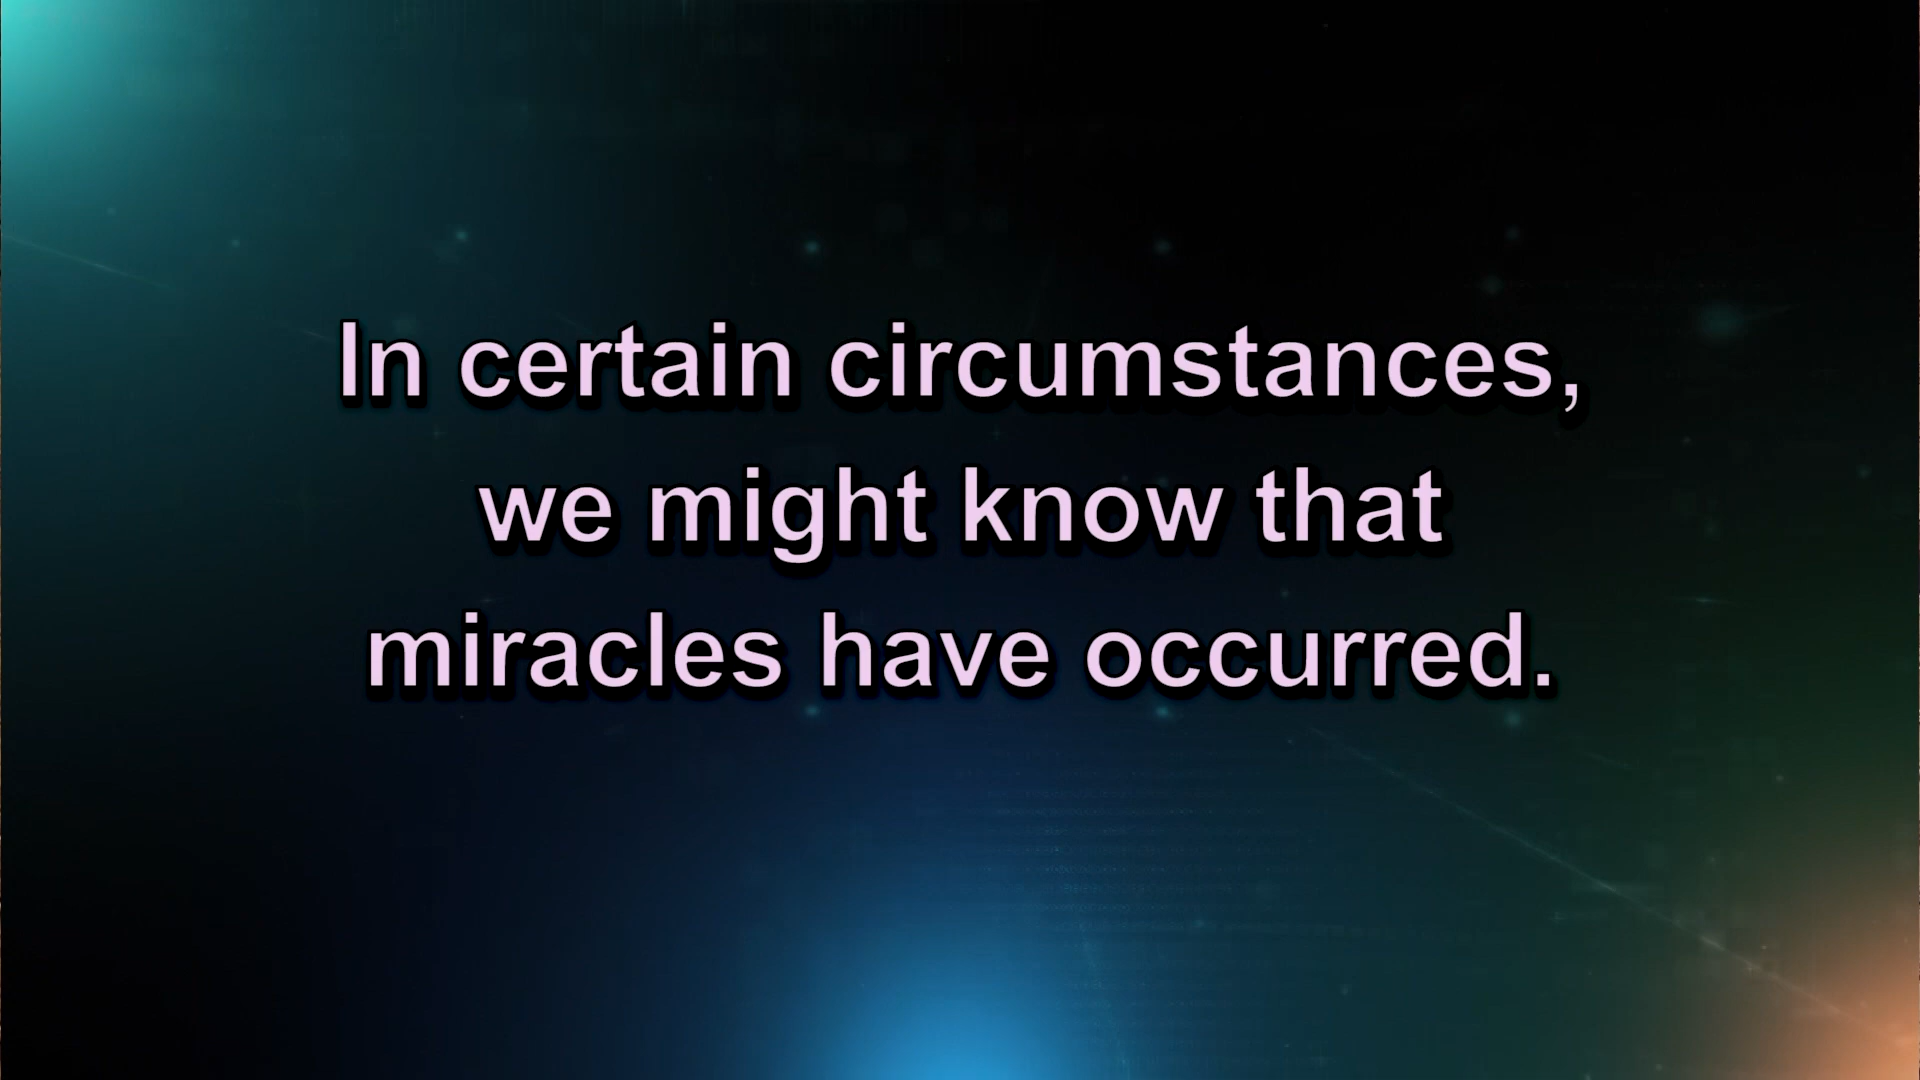 In certain circumstances,
we might know that
miracles have occurred.